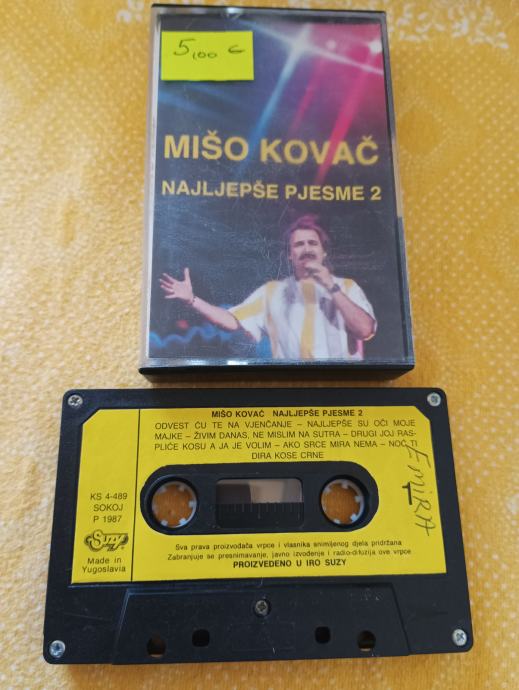 5,00 €
MIŠO KOVAČ
NAJLJEPŠE PJESME 2
MIŠO KOVAČ NAJLJEPŠE PJESME 2
ODVEST ĆU TE NA VJENČANJE – NAJLJEPŠE SU OČI MOJE
MAJKE – ŽIVIM DANAS, NE MISLIM NA SUTRA – DRUGI JOJ RAS-
PLIĆE KOSU A JA JE VOLIM – AKO SRCE MIRA NEMA – NOĆ TI
DIRA KOSE CRNE
KS 4-489
SOKOJ
P 1987
Suzy
Made in
Yugoslavia
Sva prava proizvođača vrpce i vlasnika snimljenog djela pridržana
Zabranjuje se presnimavanje, javno izvođenje i radio-difuzija ove vrpce
PROIZVEDENO U IRO SUZY
EMIRA